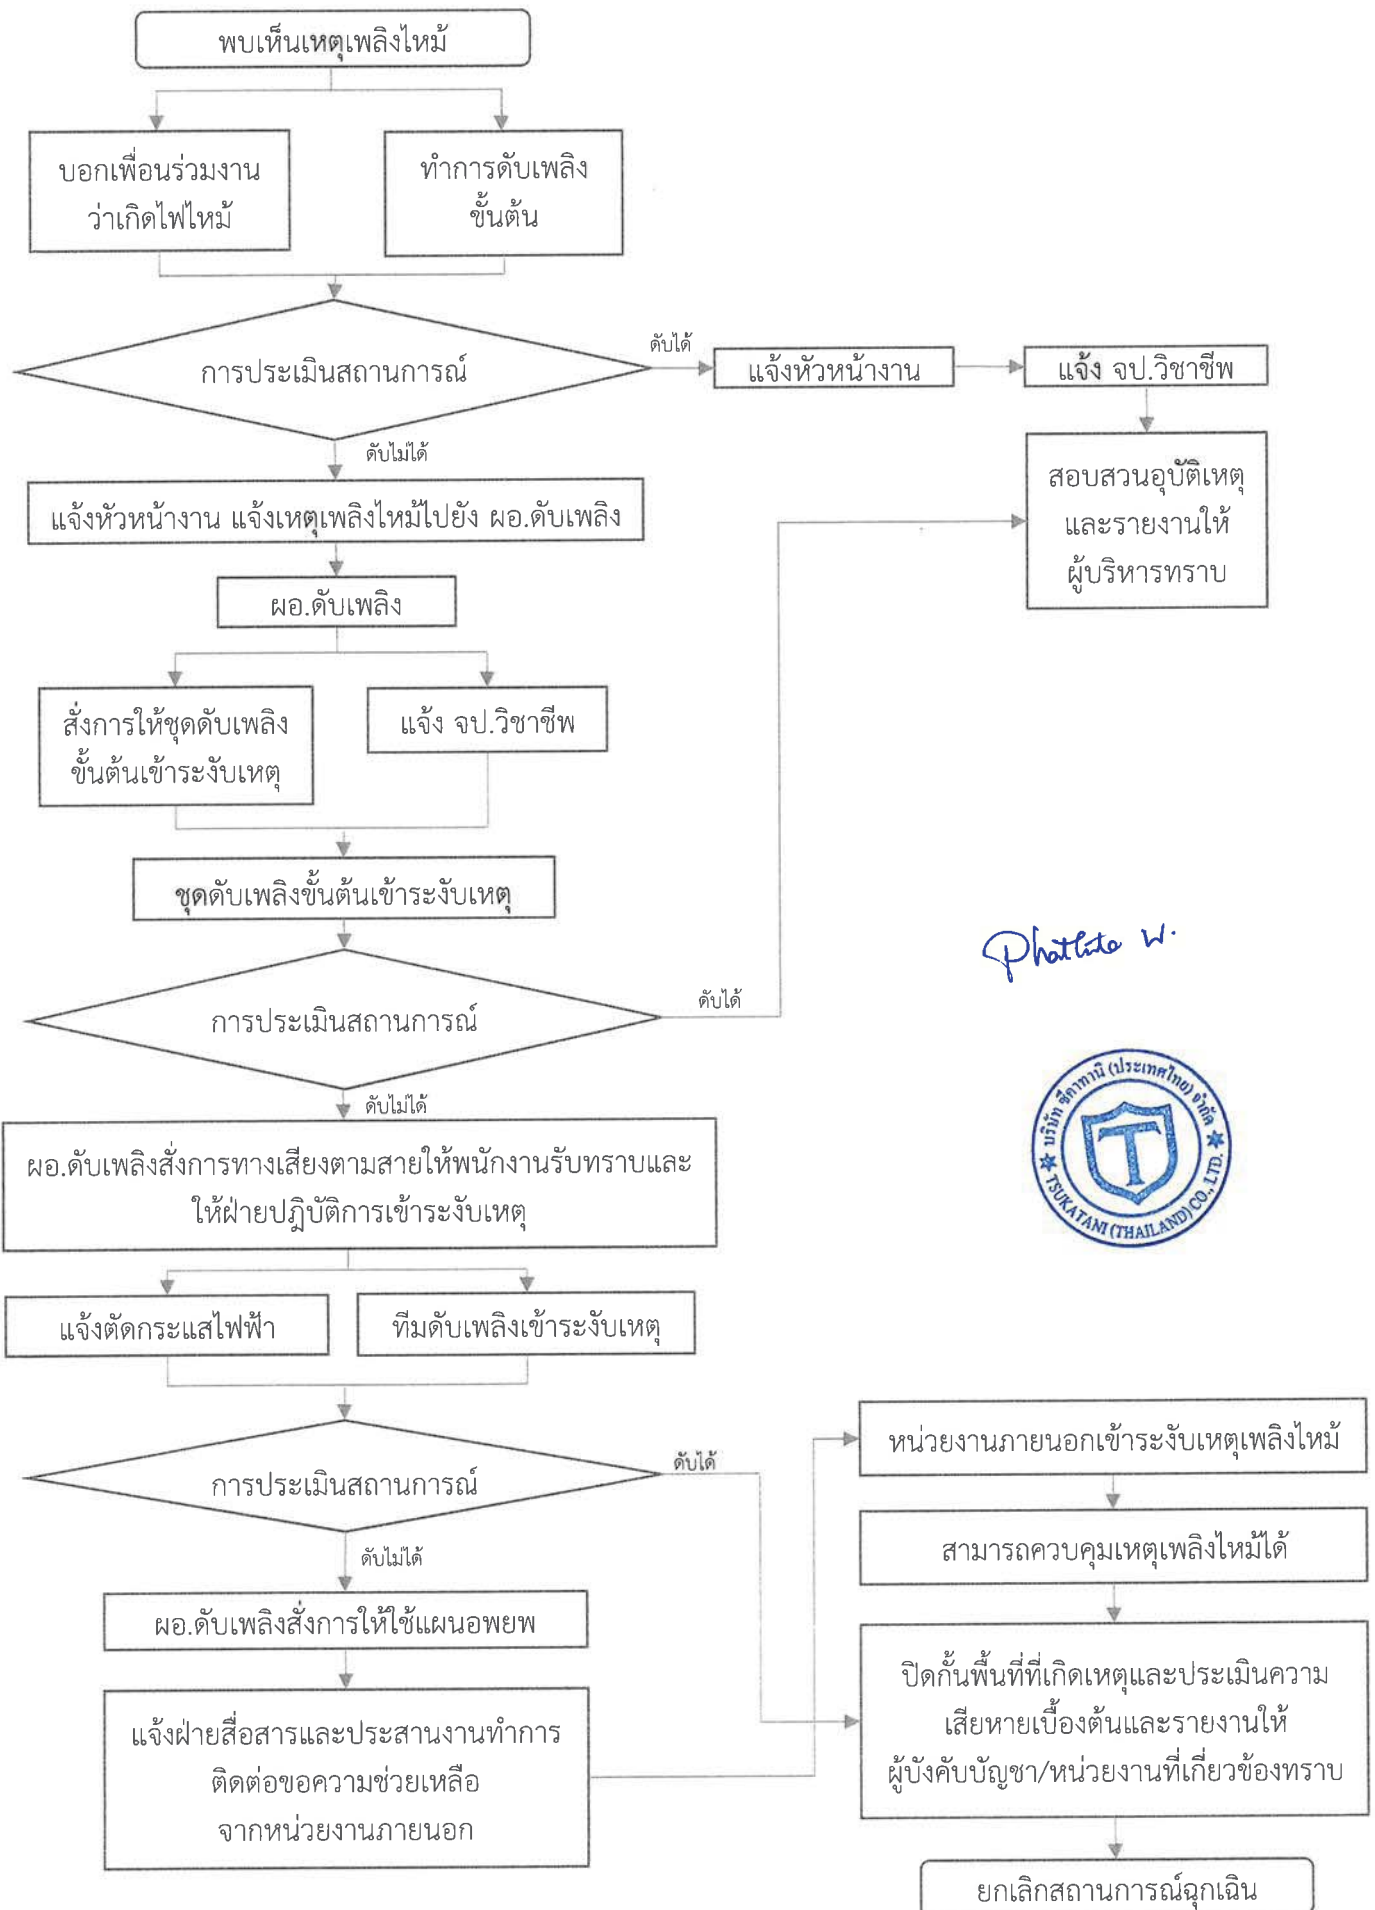 พบเห็นเหตุเพลิงไหม้
บอกเพื่อนร่วมงาน
ว่าเกิดไฟไหม้
ทำการดับเพลิง
ขั้นต้น
การประเมินสถานการณ์
ดับได้
แจ้งหัวหน้างาน
แจ้ง จป.วิชาชีพ
ดับไม่ได้
สอบสวนอุบัติเหตุ
และรายงานให้
ผู้บริหารทราบ
แจ้งหัวหน้างาน แจ้งเหตุเพลิงไหม้ไปยัง ผอ.ดับเพลิง
ผอ.ดับเพลิง
สั่งการให้ชุดดับเพลิง
ขั้นต้นเข้าระงับเหตุ
แจ้ง จป.วิชาชีพ
ชุดดับเพลิงขั้นต้นเข้าระงับเหตุ
การประเมินสถานการณ์
ดับได้
ดับไม่ได้
W.
บริษัท ซึคาทานิ (ประเทศไทย) จำกัด
T
TSUKATANI (THAILAND) CO., LTD.
ผอ.ดับเพลิงสั่งการทางเสียงตามสายให้พนักงานรับทราบและ
ให้ฝ่ายปฏิบัติการเข้าระงับเหตุ
แจ้งตัดกระแสไฟฟ้า
ทีมดับเพลิงเข้าระงับเหตุ
การประเมินสถานการณ์
ดับได้
ดับไม่ได้
ผอ.ดับเพลิงสั่งการให้ใช้แผนอพยพ
แจ้งฝ่ายสื่อสารและประสานงานทำการ
ติดต่อขอความช่วยเหลือ
จากหน่วยงานภายนอก
หน่วยงานภายนอกเข้าระงับเหตุเพลิงไหม้
สามารถควบคุมเหตุเพลิงไหม้ได้
ปิดกั้นพื้นที่ที่เกิดเหตุและประเมินความ
เสียหายเบื้องต้นและรายงานให้
ผู้บังคับบัญชา/หน่วยงานที่เกี่ยวข้องทราบ
ยกเลิกสถานการณ์ฉุกเฉิน